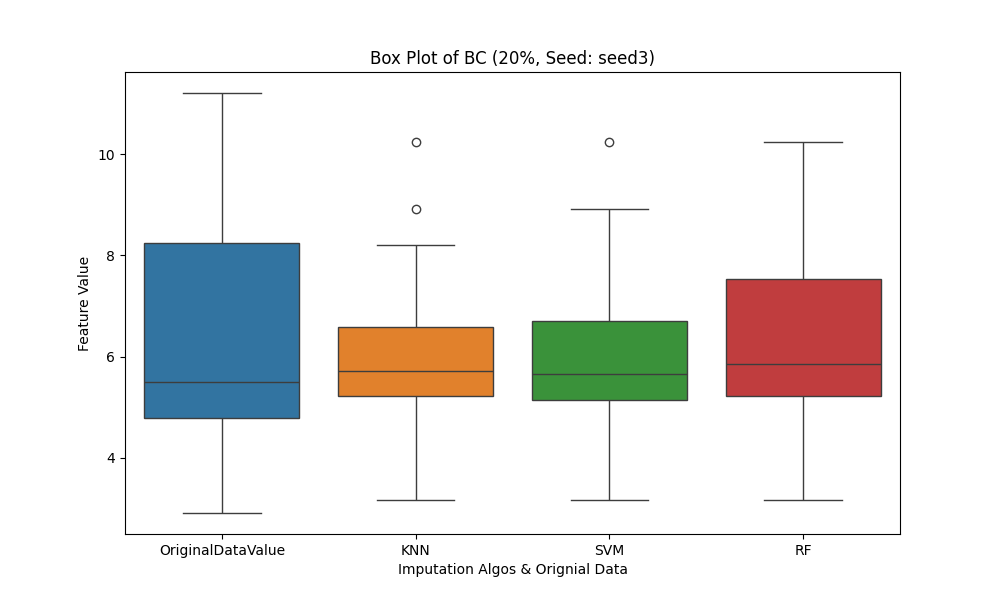 Box Plot of BC (20%, Seed: seed3)
Feature Value
10
8
6
4
OriginalDataValue KNN SVM RF
Imputation Algos & Orignial Data